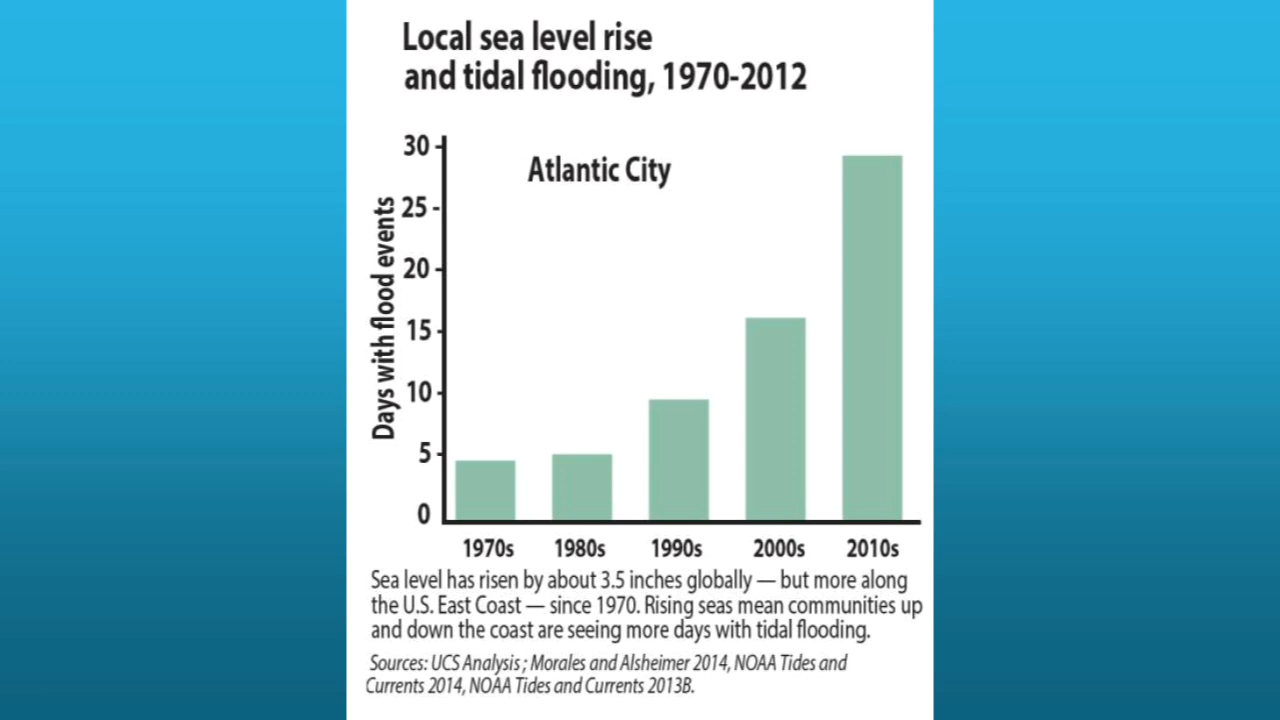 Local sea level rise
and tidal flooding, 1970-2012
Atlantic City
Days with flood events
30
25
20
15
10
5
0
1970s 1980s 1990s 2000s 2010s
Sea level has risen by about 3.5 inches globally — but more along
the U.S. East Coast — since 1970. Rising seas mean communities up
and down the coast are seeing more days with tidal flooding.
Sources: UCS Analysis; Morales and Alsheimer 2014, NOAA Tides and
Currents 2014, NOAA Tides and Currents 2013B.